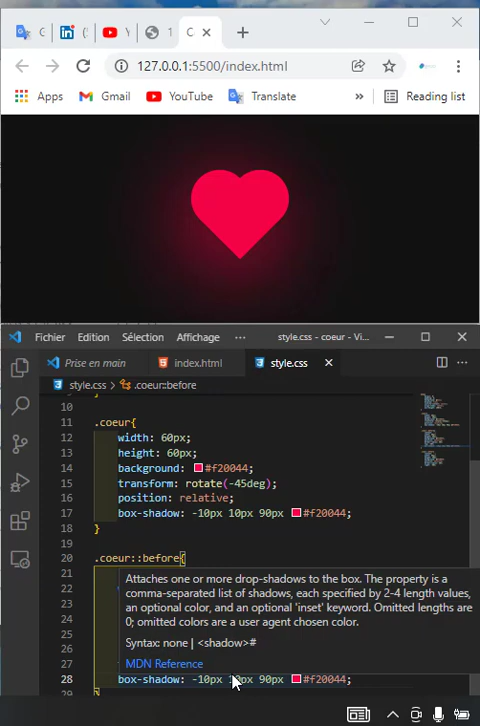 G
(
Y
1
C
127.0.0.1:5500/index.html
Apps
Gmail
YouTube
Translate
»
Reading list
Fichier Edition Sélection Affichage ··· style.css - coeur - Vi...
Prise en main
index.html
style.css
style.css > .coeur::before
10
11 .coeur{
12 width: 60px;
13 height: 60px;
14 background: #f20044;
15 transform: rotate(-45deg);
16 position: relative;
17 box-shadow: -10px 10px 90px #f20044;
18 }
19
20 .coeur::before{
21
22
Attaches one or more drop-shadows to the box. The property is a
comma-separated list of shadows, each specified by 2-4 length values,
an optional color, and an optional 'inset' keyword. Omitted lengths are
0; omitted colors are a user agent chosen color.
Syntax: none | <shadow>#
MDN Reference
23
24
25
26
27
28 box-shadow: -10px 10px 90px #f20044;
29 }